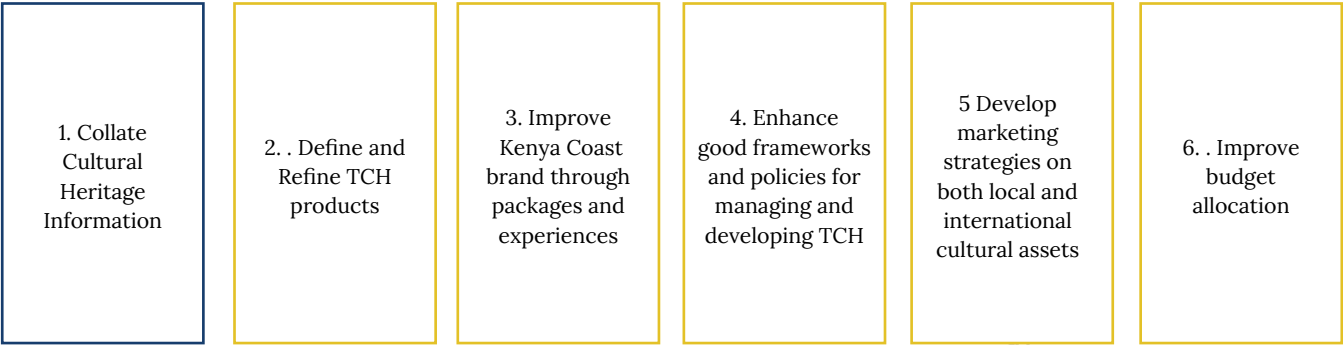 1. Collate
Cultural
Heritage
Information
2. . Define and
Refine TCH
products
3. Improve
Kenya Coast
brand through
packages and
experiences
4. Enhance
good frameworks
and policies for
managing and
developing TCH
5 Develop
marketing
strategies on
both local and
international
cultural assets
6. . Improve
budget
allocation